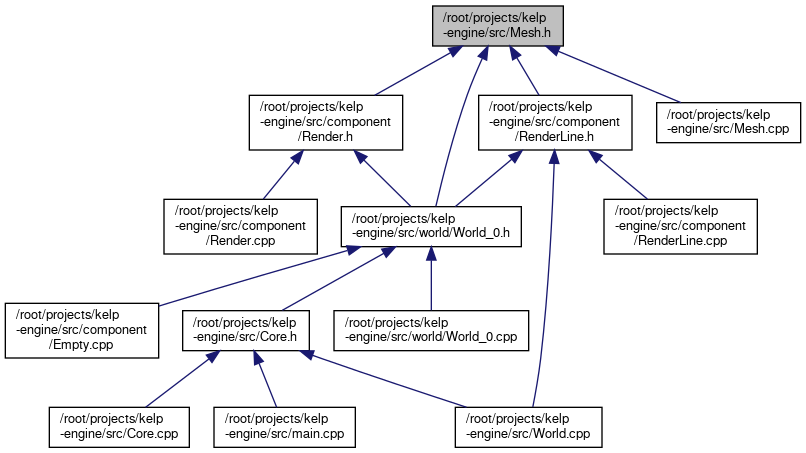 /root/projects/kelp
-engine/src/Mesh.h
/root/projects/kelp
-engine/src/component
/Render.h
/root/projects/kelp
-engine/src/component
/RenderLine.h
/root/projects/kelp
-engine/src/Mesh.cpp
/root/projects/kelp
-engine/src/component
/Render.cpp
/root/projects/kelp
-engine/src/world/World_0.h
/root/projects/kelp
-engine/src/component
/RenderLine.cpp
/root/projects/kelp
-engine/src/component
/Empty.cpp
/root/projects/kelp
-engine/src/Core.h
/root/projects/kelp
-engine/src/world/World_0.cpp
/root/projects/kelp
-engine/src/Core.cpp
/root/projects/kelp
-engine/src/main.cpp
/root/projects/kelp
-engine/src/World.cpp